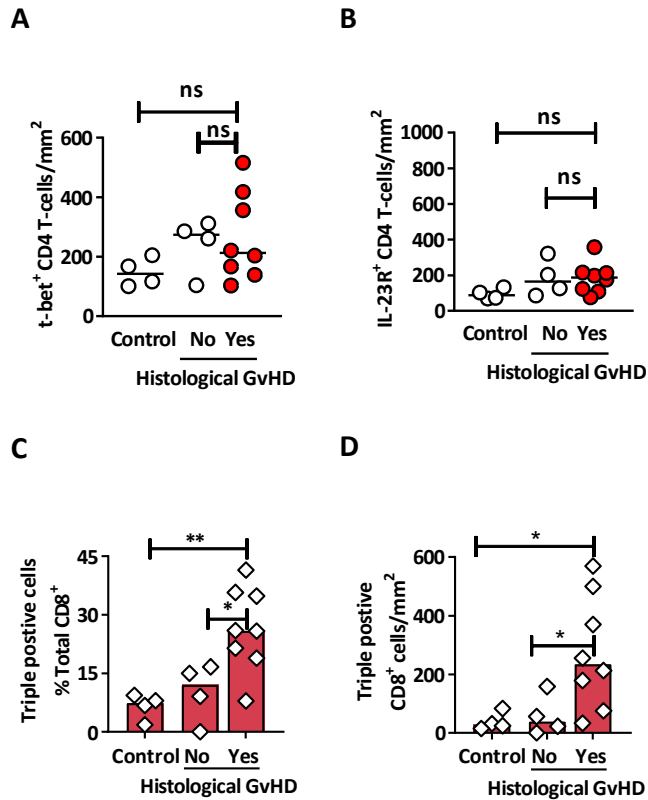 A
ns
ns
t-bet⁺ CD4 T-cells/mm²
600
400
200
0
Control No Yes
Histological GvHD
B
ns
ns
IL-23R⁺ CD4 T-cells/mm²
1000
800
600
400
200
0
Control No Yes
Histological GvHD
C
**
*
Triple postive cells
% Total CD8⁺
45
30
15
0
Control No Yes
Histological GvHD
D
*
*
Triple postive
CD8⁺ cells/mm²
600
400
200
0
Control No Yes
Histological GvHD